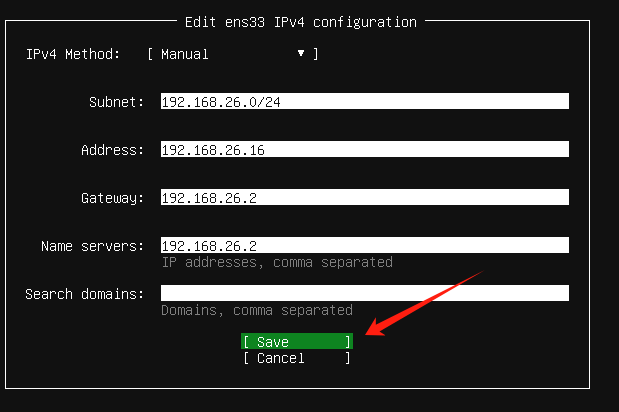 Edit ens33 IPv4 configuration
IPv4 Method: [ Manual ▼ ]
Subnet: 192.168.26.0/24
Address: 192.168.26.16
Gateway: 192.168.26.2
Name servers: 192.168.26.2
IP addresses, comma separated
Search domains:
Domains, comma separated
[ Save ]
[ Cancel ]